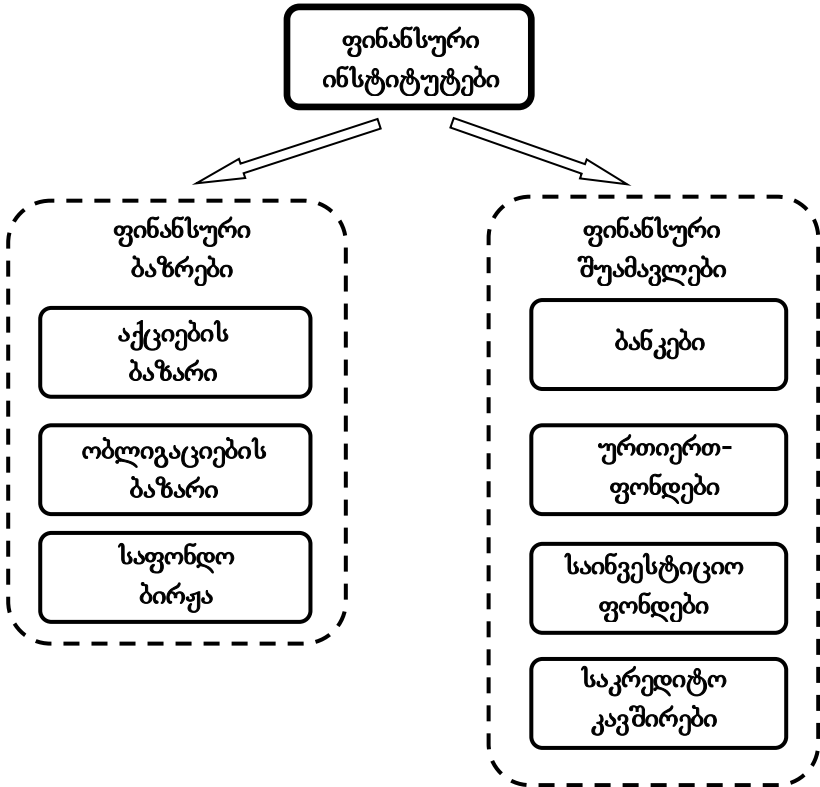 ფინანსური
ინსტიტუტები
ფინანსური
ბაზრები
აქციების
ბაზარი
ობლიგაციების
ბაზარი
საფონდო
ბირჟა
ფინანსური
შუამავლები
ბანკები
ურთიერთ-
ფონდები
საინვესტიციო
ფონდები
საკრედიტო
კავშირები